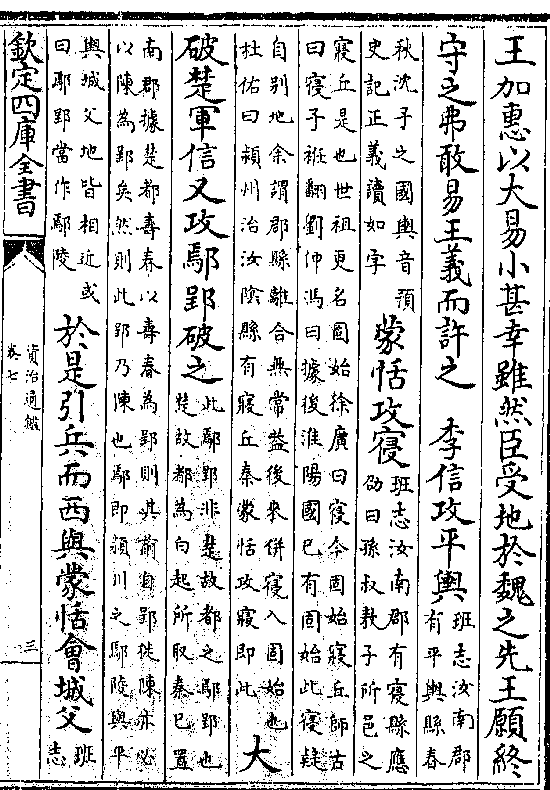 王加惠以大易小甚幸雖然臣受地於魏之先王願終
守之弗敢易王義而許之　李信攻平輿班志汝南郡
有平輿縣春
秋沈子之國輿音預
史記正義讀如字
蒙恬攻寢班志汝南郡有寢縣應
劭曰孫叔敖子所邑之
寢丘是也世祖更名固始徐廣曰寢今固始寢丘師古
曰寢子衽翻劉仲馮曰據後淮陽國已有固始此寢疑
自别地余謂郡縣離合無常益後來併寢入固始也
杜佑曰潁州治汝隂縣有寢丘秦蒙恬攻寢即此
大
破楚軍信又攻鄢郢破之此鄢郢非楚故都之鄢郢也
楚故都為白起所取秦已置
南郡據楚都壽春以壽春為郢則其前自郢徙陳亦必
以陳為郢矣然則此郢乃陳也鄢即潁川之鄢陵與平
輿城父地皆相近或
曰鄢郢當作鄢陵
於是引兵而西與蒙恬會城父班
志
欽定四庫全書
資治通鑑
卷七
三